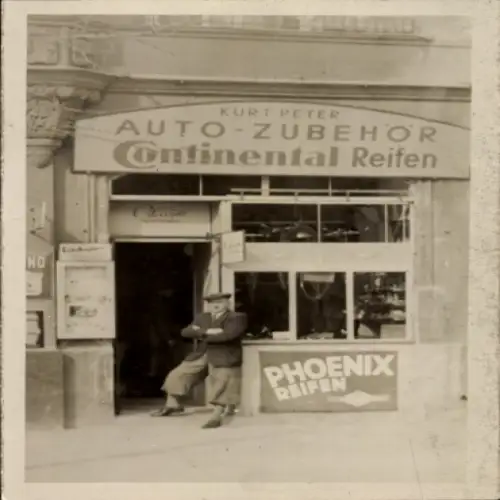 KURT PETER
AUTO-ZUBEHÖR
Continental Reifen
PHOENIX
REIFEN